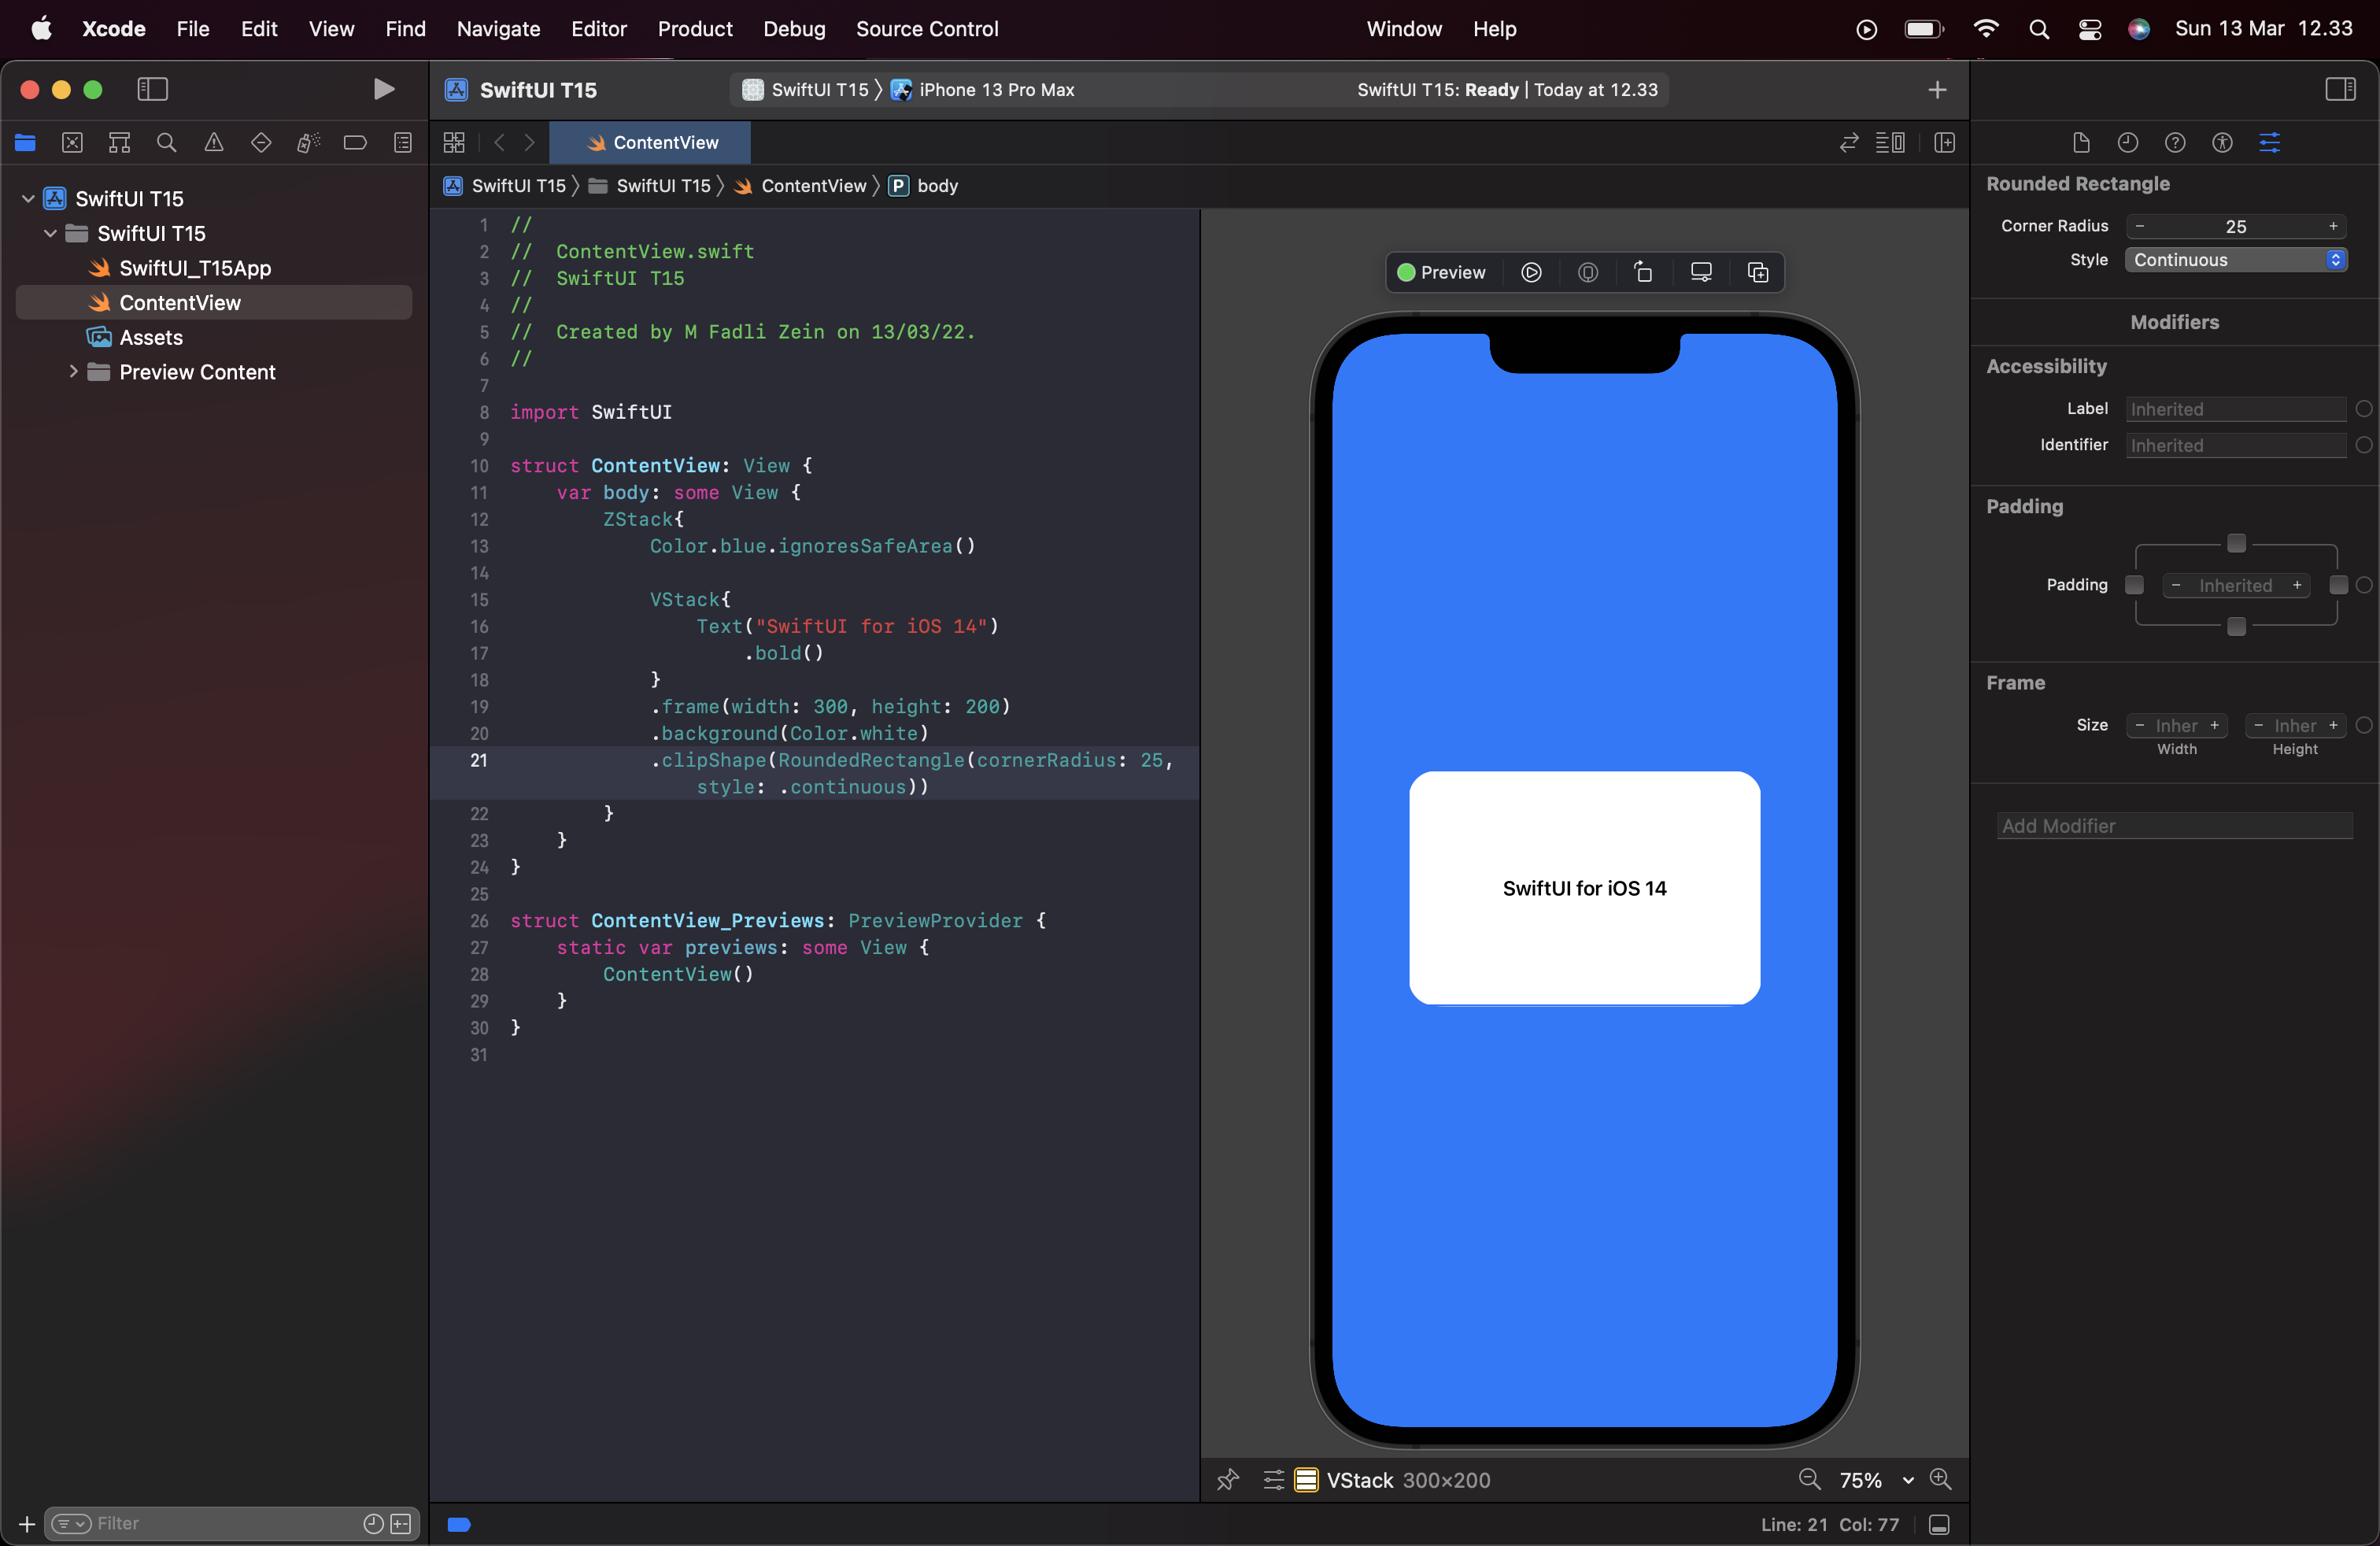 Xcode File Edit View Find Navigate Editor Product Debug Source Control Window Help Sun 13 Mar 12.33
SwiftUI T15 SwiftUI T15 iPhone 13 Pro Max SwiftUI T15: Ready | Today at 12.33
ContentView
SwiftUI T15 SwiftUI T15 ContentView P body
SwiftUI T15
SwiftUI T15
SwiftUI_T15App
ContentView
Assets
Preview Content
Filter
1 //
2 //  ContentView.swift
3 //  SwiftUI T15
4 //
5 //  Created by M Fadli Zein on 13/03/22.
6 //
7
8 import SwiftUI
9
10 struct ContentView: View {
11     var body: some View {
12         ZStack{
13             Color.blue.ignoresSafeArea()
14
15             VStack{
16                 Text("SwiftUI for iOS 14")
17                     .bold()
18             }
19             .frame(width: 300, height: 200)
20             .background(Color.white)
21             .clipShape(RoundedRectangle(cornerRadius: 25,
                style: .continuous))
22         }
23     }
24 }
25
26 struct ContentView_Previews: PreviewProvider {
27     static var previews: some View {
28         ContentView()
29     }
30 }
31
Preview
SwiftUI for iOS 14
VStack 300×200 75%
Line: 21 Col: 77
Rounded Rectangle
Corner Radius − 25 +
Style Continuous
Modifiers
Accessibility
Label Inherited
Identifier Inherited
Padding
Padding − Inherited +
Frame
Size − Inher + − Inher +
Width Height
Add Modifier